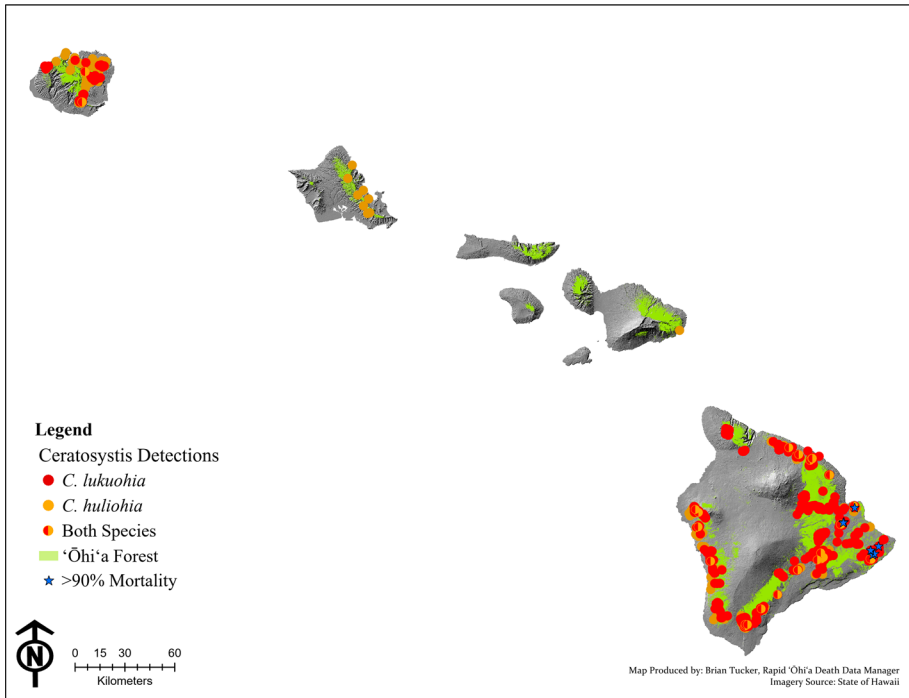 Legend
Ceratosystis Detections
C. lukuohia
C. huliohia
Both Species
ʻŌhiʻa Forest
>90% Mortality
N
0 15 30 60
Kilometers
Map Produced by: Brian Tucker, Rapid ʻŌhiʻa Death Data Manager
Imagery Source: State of Hawaii